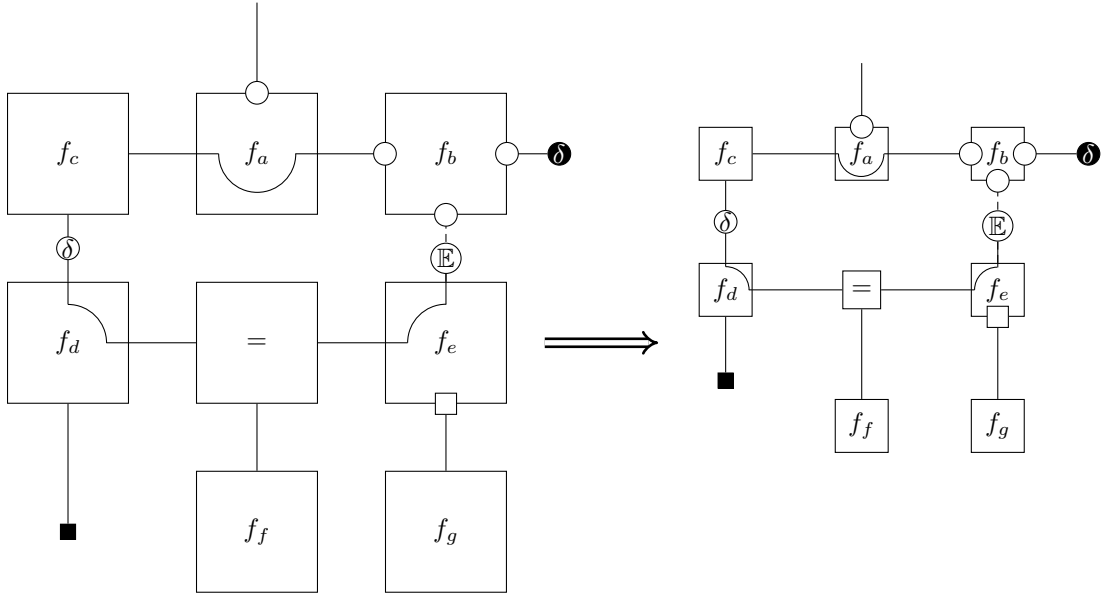 f_c f_a f_b δ f_c f_a f_b δ
δ 𝔼 δ 𝔼
f_d = f_e f_d = f_e
f_f f_g f_f f_g